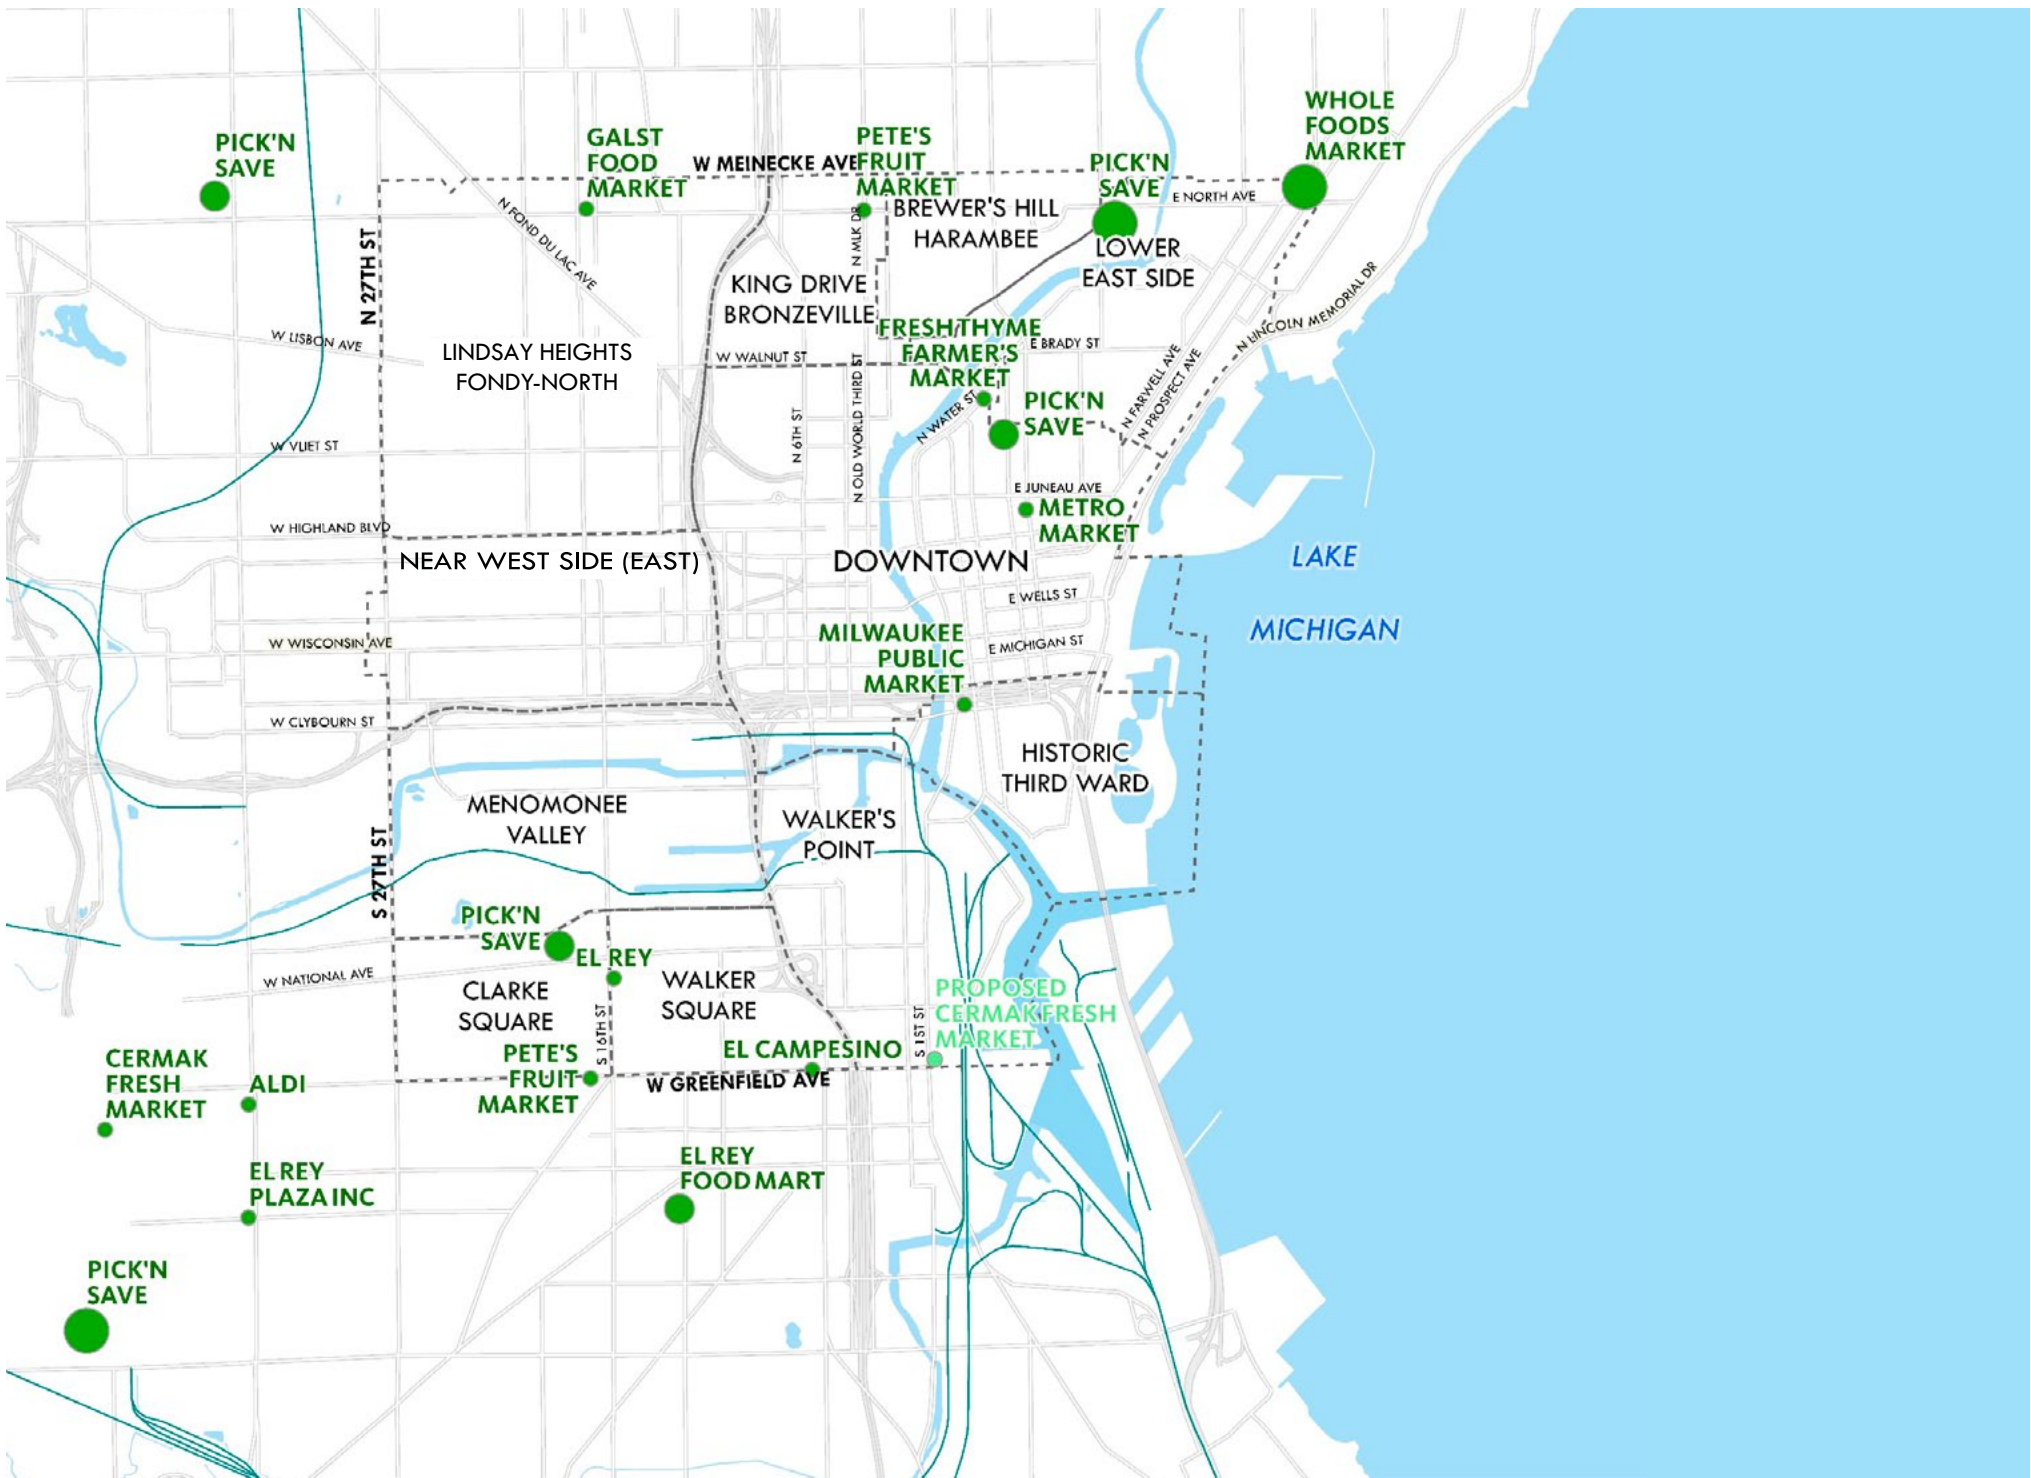 WHOLE
FOODS
MARKET
PICK'N
SAVE
GALST
FOOD
MARKET
W MEINECKE AVE
PETE'S
FRUIT
MARKET
PICK'N
SAVE
E NORTH AVE
N FOND DU LAC AVE
N MLK DR
BREWER'S HILL
HARAMBEE
LOWER
EAST SIDE
N 27TH ST
KING DRIVE
BRONZEVILLE
N LINCOLN MEMORIAL DR
W LISBON AVE
LINDSAY HEIGHTS
FONDY-NORTH
W WALNUT ST
FRESH THYME
FARMER'S
MARKET
E BRADY ST
N FARWELL AVE
N PROSPECT AVE
N OLD WORLD THIRD ST
N 6TH ST
N WATER ST
PICK'N
SAVE
W VLIET ST
E JUNEAU AVE
METRO
MARKET
W HIGHLAND BLVD
NEAR WEST SIDE (EAST)
DOWNTOWN
LAKE
MICHIGAN
E WELLS ST
W WISCONSIN AVE
MILWAUKEE
PUBLIC
MARKET
E MICHIGAN ST
W CLYBOURN ST
HISTORIC
THIRD WARD
MENOMONEE
VALLEY
WALKER'S
POINT
S 27TH ST
PICK'N
SAVE
EL REY
W NATIONAL AVE
CLARKE
SQUARE
WALKER
SQUARE
PROPOSED
CERMAK FRESH
MARKET
S 16TH ST
S 1ST ST
CERMAK
FRESH
MARKET
ALDI
PETE'S
FRUIT
MARKET
EL CAMPESINO
W GREENFIELD AVE
EL REY
PLAZA INC
EL REY
FOOD MART
PICK'N
SAVE